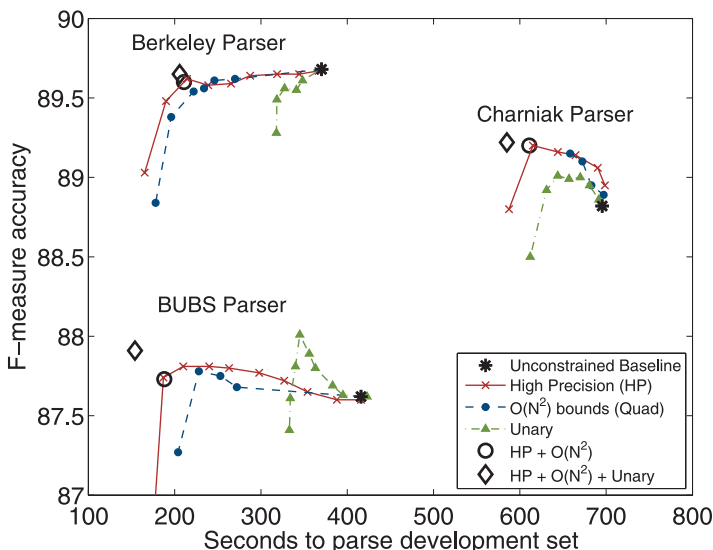 90
89.5
89
88.5
88
87.5
87
F−measure accuracy
Berkeley Parser
Charniak Parser
BUBS Parser
Unconstrained Baseline
High Precision (HP)
O(N²) bounds (Quad)
Unary
HP + O(N²)
HP + O(N²) + Unary
100 200 300 400 500 600 700 800
Seconds to parse development set